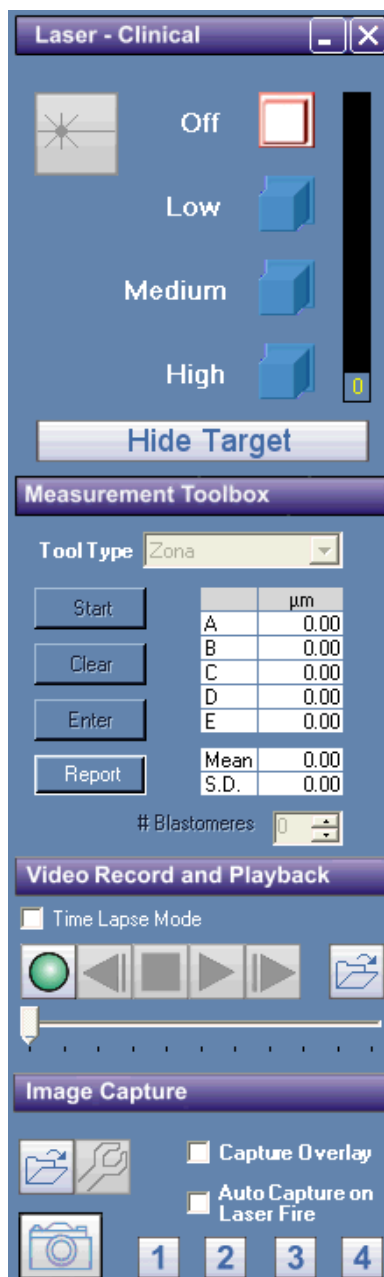 Laser - Clinical
Off
Low
Medium
High
0
Hide Target
Measurement Toolbox
Tool Type Zona
Start
Clear
Enter
Report
µm
A 0.00
B 0.00
C 0.00
D 0.00
E 0.00
Mean 0.00
S.D. 0.00
# Blastomeres 0
Video Record and Playback
Time Lapse Mode
Image Capture
Capture Overlay
Auto Capture on
Laser Fire
1 2 3 4